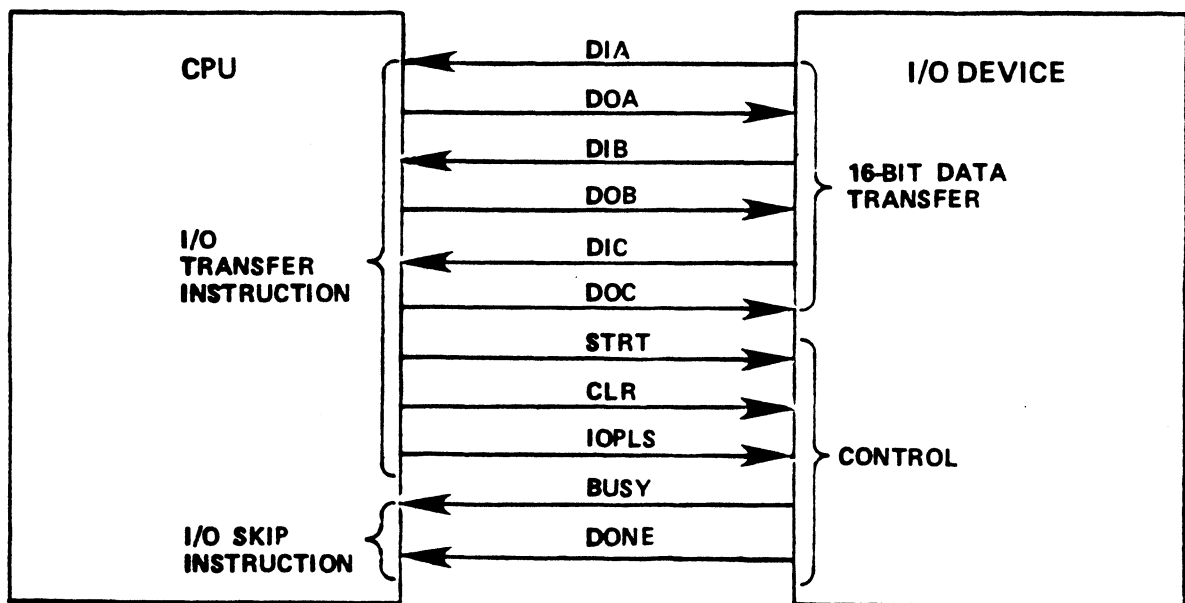 CPU
I/O DEVICE
DIA
DOA
DIB
DOB
DIC
DOC
STRT
CLR
IOPLS
BUSY
DONE
I/O
TRANSFER
INSTRUCTION
I/O SKIP
INSTRUCTION
16-BIT DATA
TRANSFER
CONTROL